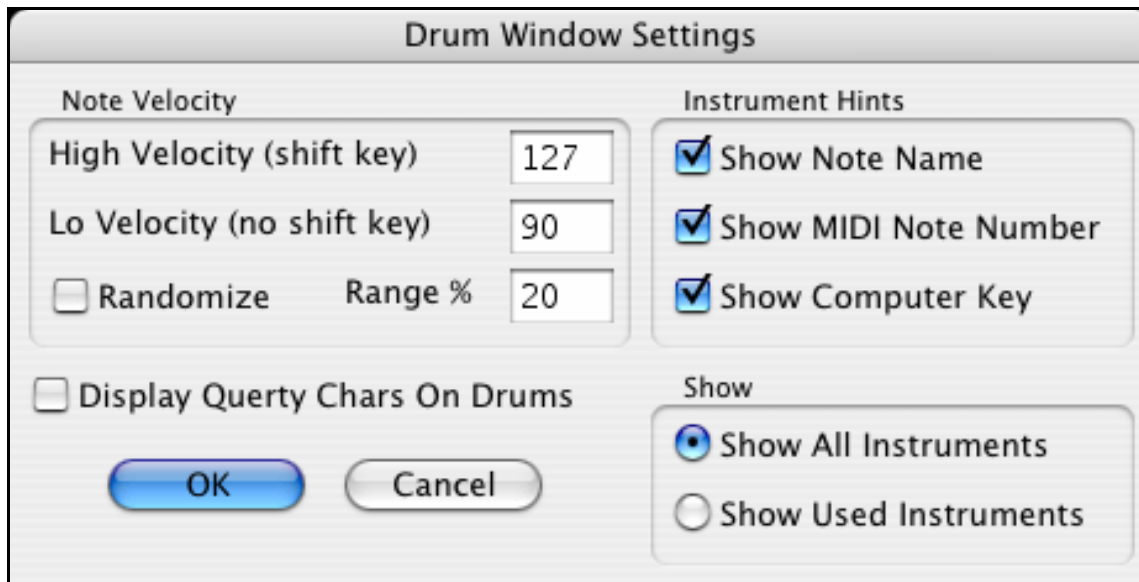 Drum Window Settings
Note Velocity
High Velocity (shift key) 127
Lo Velocity (no shift key) 90
Randomize Range % 20
Display Querty Chars On Drums
OK Cancel
Instrument Hints
Show Note Name
Show MIDI Note Number
Show Computer Key
Show
Show All Instruments
Show Used Instruments